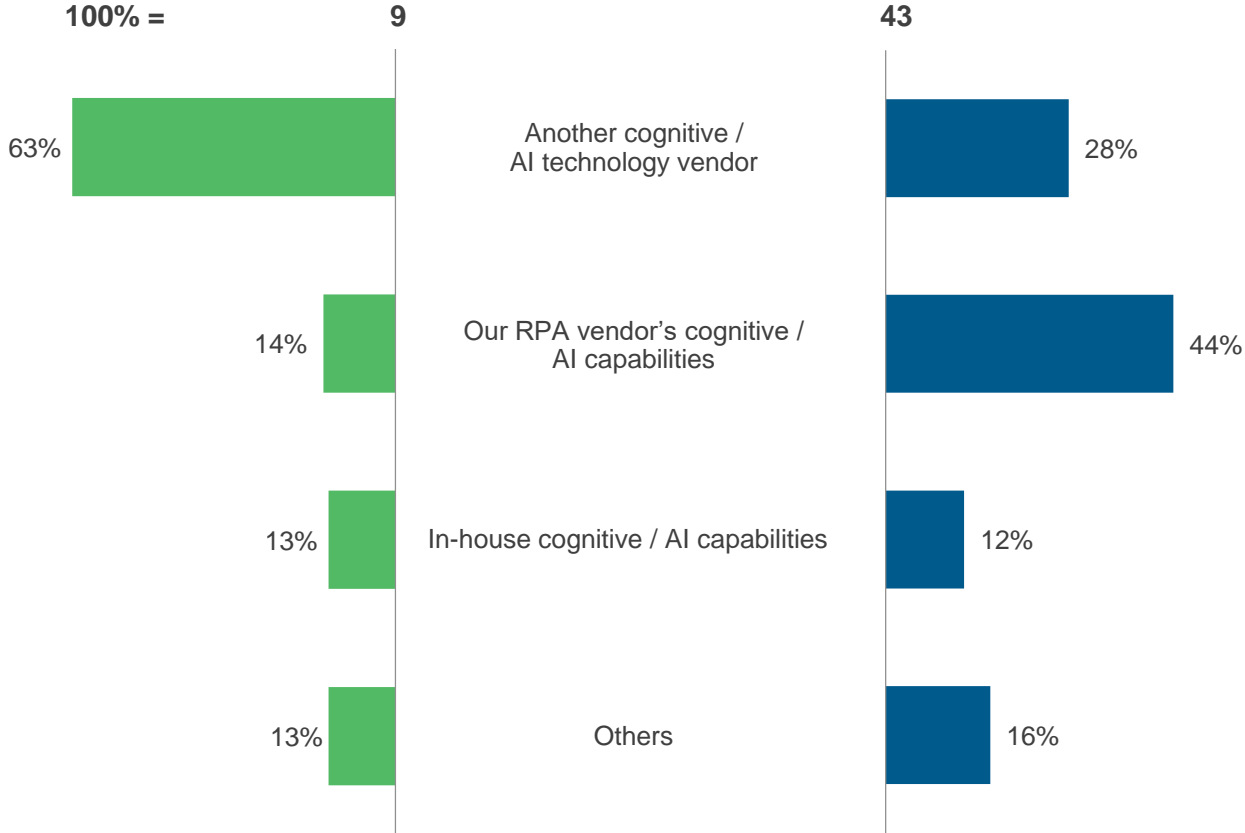 100% = 9 43
63%
Another cognitive /
AI technology vendor
28%
14%
Our RPA vendor’s cognitive /
AI capabilities
44%
13%
In-house cognitive / AI capabilities
12%
13%
Others
16%